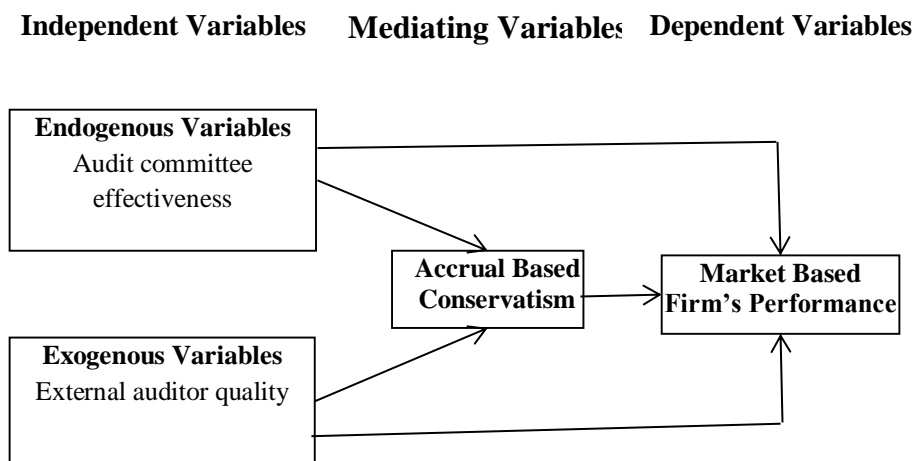 Independent Variables
Mediating Variables
Dependent Variables
Endogenous Variables
Audit committee
effectiveness
Accrual Based
Conservatism
Market Based
Firm’s Performance
Exogenous Variables
External auditor quality